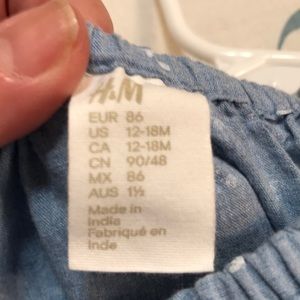 H&M
EUR 86
US 12-18M
CA 12-18M
CN 90/48
MX 86
AUS 1½
Made in
India
Fabriqué en
Inde